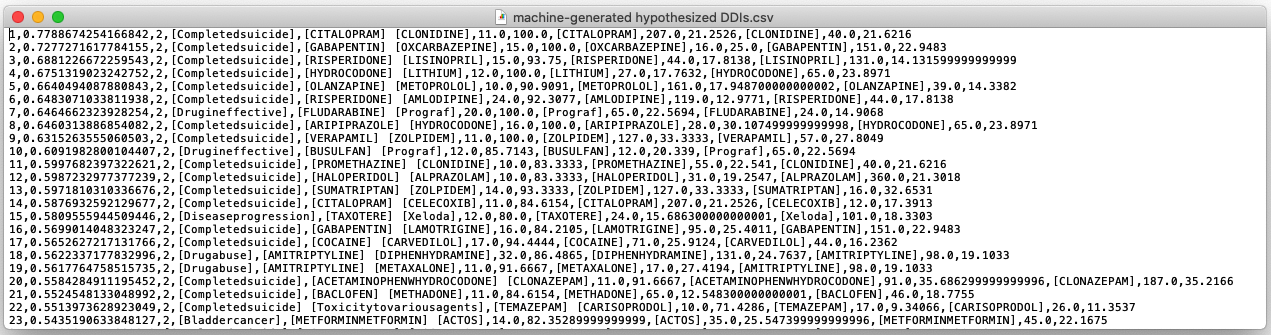 machine-generated hypothesized DDIs.csv
1,0.7788674254166842,2,[Completedsuicide],[CITALOPRAM] [CLONIDINE],11.0,100.0,[CITALOPRAM],207.0,21.2526,[CLONIDINE],40.0,21.6216
2,0.7277271617784155,2,[Completedsuicide],[GABAPENTIN] [OXCARBAZEPINE],15.0,100.0,[OXCARBAZEPINE],16.0,25.0,[GABAPENTIN],151.0,22.9483
3,0.6881226672259543,2,[Completedsuicide],[RISPERIDONE] [LISINOPRIL],15.0,93.75,[RISPERIDONE],44.0,17.8138,[LISINOPRIL],131.0,14.131599999999999
4,0.6751319023242752,2,[Completedsuicide],[HYDROCODONE] [LITHIUM],12.0,100.0,[LITHIUM],27.0,17.7632,[HYDROCODONE],65.0,23.8971
5,0.6640494087880843,2,[Completedsuicide],[OLANZAPINE] [METOPROLOL],10.0,90.9091,[METOPROLOL],161.0,17.948700000000002,[OLANZAPINE],39.0,14.3382
6,0.6483071033811938,2,[Completedsuicide],[RISPERIDONE] [AMLODIPINE],24.0,92.3077,[AMLODIPINE],119.0,12.9771,[RISPERIDONE],44.0,17.8138
7,0.6464662323928254,2,[Drugineffective],[FLUDARABINE] [Prograf],20.0,100.0,[Prograf],65.0,22.5694,[FLUDARABINE],24.0,14.9068
8,0.6460313886854082,2,[Completedsuicide],[ARIPIPRAZOLE] [HYDROCODONE],16.0,100.0,[ARIPIPRAZOLE],28.0,30.107499999999998,[HYDROCODONE],65.0,23.8971
9,0.6315263555060503,2,[Completedsuicide],[VERAPAMIL] [ZOLPIDEM],11.0,100.0,[ZOLPIDEM],127.0,33.3333,[VERAPAMIL],57.0,27.8049
10,0.6091982800104407,2,[Drugineffective],[BUSULFAN] [Prograf],12.0,85.7143,[BUSULFAN],12.0,20.339,[Prograf],65.0,22.5694
11,0.5997682397322621,2,[Completedsuicide],[PROMETHAZINE] [CLONIDINE],10.0,83.3333,[PROMETHAZINE],55.0,22.541,[CLONIDINE],40.0,21.6216
12,0.5987232977377239,2,[Completedsuicide],[HALOPERIDOL] [ALPRAZOLAM],10.0,83.3333,[HALOPERIDOL],31.0,19.2547,[ALPRAZOLAM],360.0,21.3018
13,0.5971810310336676,2,[Completedsuicide],[SUMATRIPTAN] [ZOLPIDEM],14.0,93.3333,[ZOLPIDEM],127.0,33.3333,[SUMATRIPTAN],16.0,32.6531
14,0.5876932592129677,2,[Completedsuicide],[CITALOPRAM] [CELECOXIB],11.0,84.6154,[CITALOPRAM],207.0,21.2526,[CELECOXIB],12.0,17.3913
15,0.5809555944509446,2,[Diseaseprogression],[TAXOTERE] [Xeloda],12.0,80.0,[TAXOTERE],24.0,15.686300000000001,[Xeloda],101.0,18.3303
16,0.5699014048323247,2,[Completedsuicide],[GABAPENTIN] [LAMOTRIGINE],16.0,84.2105,[LAMOTRIGINE],95.0,25.4011,[GABAPENTIN],151.0,22.9483
17,0.5652627217131766,2,[Completedsuicide],[COCAINE] [CARVEDILOL],17.0,94.4444,[COCAINE],71.0,25.9124,[CARVEDILOL],44.0,16.2362
18,0.5622337177832996,2,[Drugabuse],[AMITRIPTYLINE] [DIPHENHYDRAMINE],32.0,86.4865,[DIPHENHYDRAMINE],131.0,24.7637,[AMITRIPTYLINE],98.0,19.1033
19,0.5617764758515735,2,[Drugabuse],[AMITRIPTYLINE] [METAXALONE],11.0,91.6667,[METAXALONE],17.0,27.4194,[AMITRIPTYLINE],98.0,19.1033
20,0.5584284911195452,2,[Completedsuicide],[ACETAMINOPHENWHYDROCODONE] [CLONAZEPAM],11.0,91.6667,[ACETAMINOPHENWHYDROCODONE],91.0,35.686299999999996,[CLONAZEPAM],187.0,35.2166
21,0.5524548133048992,2,[Completedsuicide],[BACLOFEN] [METHADONE],11.0,84.6154,[METHADONE],65.0,12.548300000000001,[BACLOFEN],46.0,18.7755
22,0.5513973628923049,2,[Toxicitytovariousagents],[TEMAZEPAM] [CARISOPRODOL],10.0,71.4286,[TEMAZEPAM],17.0,9.34066,[CARISOPRODOL],26.0,11.3537
23,0.5435190633848127,2,[Bladdercancer],[METFORMINMETFORMIN] [ACTOS],14.0,82.35289999999999,[ACTOS],35.0,25.547399999999996,[METFORMINMETFORMIN],45.0,22.1675